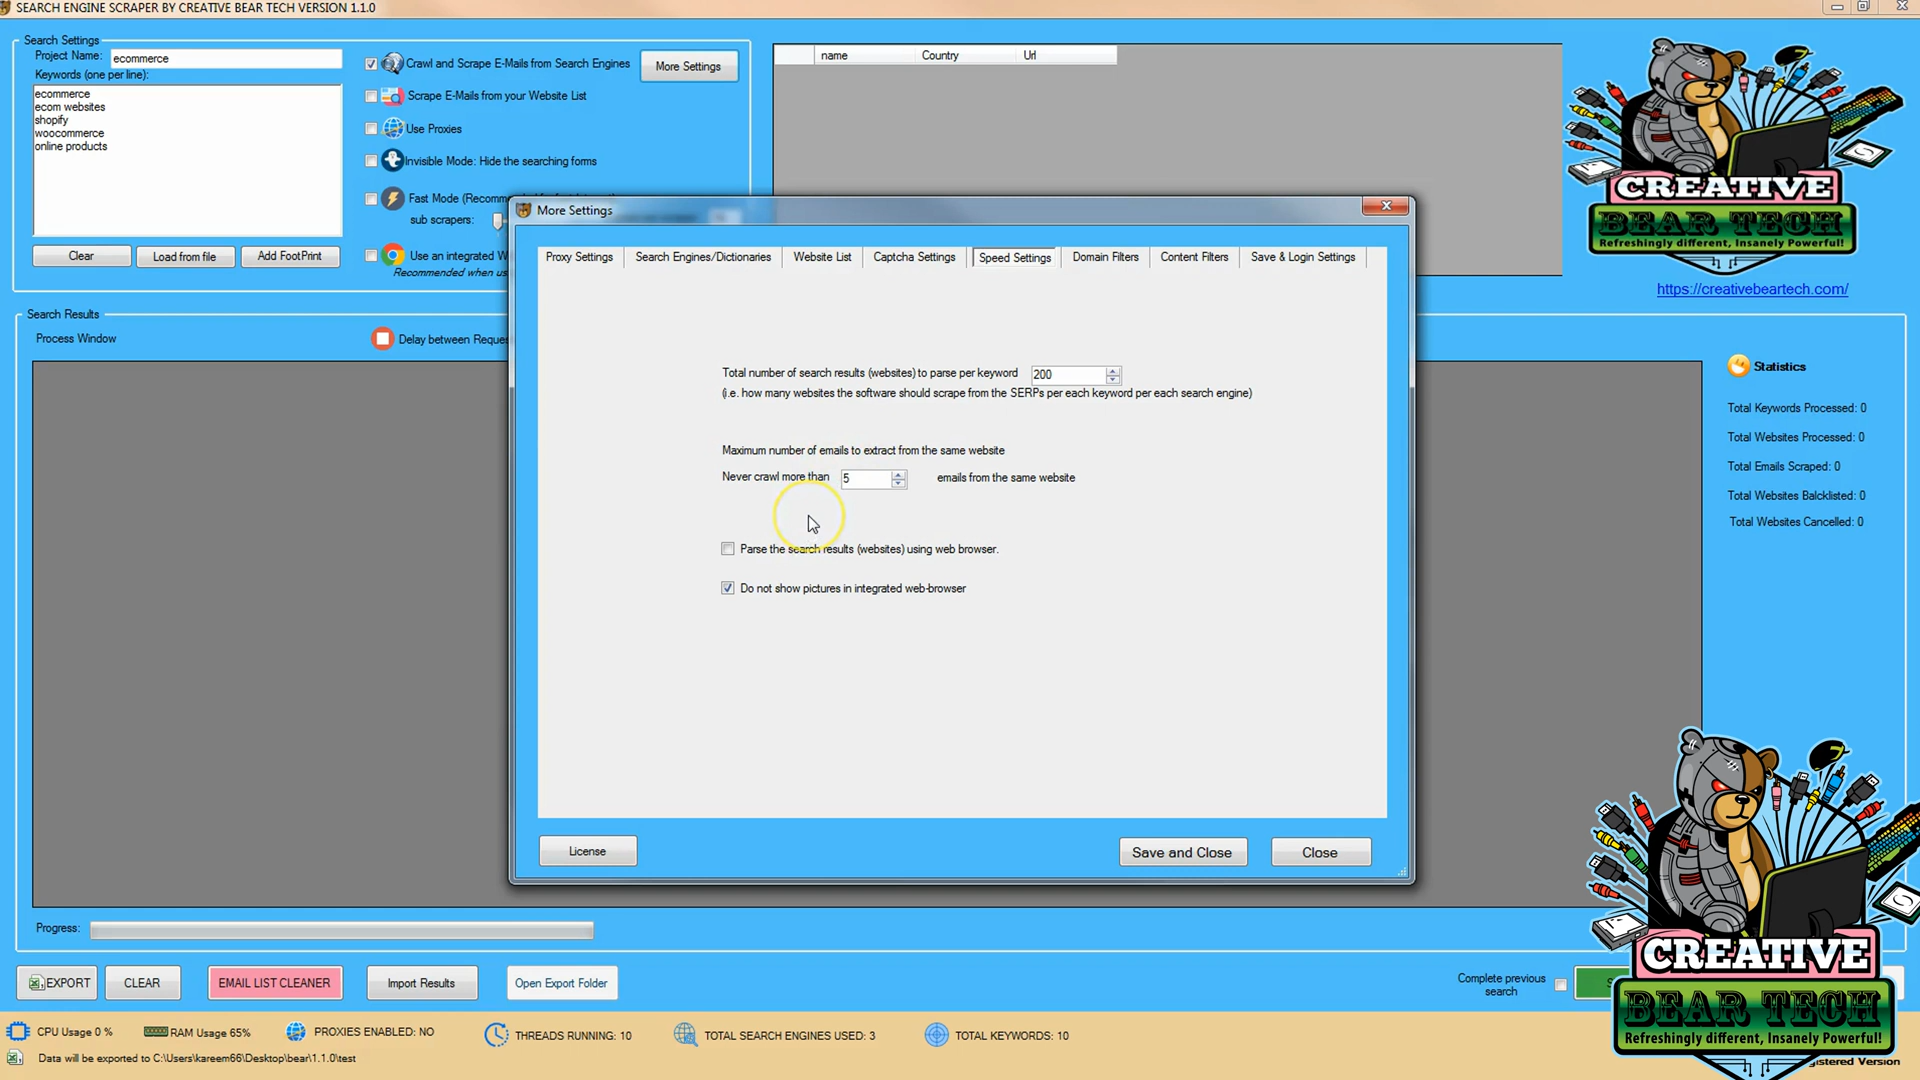 SEARCH ENGINE SCRAPER BY CREATIVE BEAR TECH VERSION 1.1.0
Search Settings
Project Name:
ecommerce
Keywords (one per line):
ecommerce
ecom websites
shopify
woocommerce
online products
Clear
Load from file
Add FootPrint
Crawl and Scrape E-Mails from Search Engines
More Settings
Scrape E-Mails from your Website List
Use Proxies
Invisible Mode: Hide the searching forms
Fast Mode (Recom
sub scrapers:
Use an integrated W
Recommended when us
name Country Url
CREATIVE
BEAR TECH
Refreshingly different, Insanely Powerful!
https://creativebeartech.com/
More Settings
Proxy Settings
Search Engines/Dictionaries
Website List
Captcha Settings
Speed Settings
Domain Filters
Content Filters
Save & Login Settings
Total number of search results (websites) to parse per keyword 200
(i.e. how many websites the software should scrape from the SERPs per each keyword per each search engine)
Maximum number of emails to extract from the same website
Never crawl more than 5 emails from the same website
Parse the search results (websites) using web browser.
Do not show pictures in integrated web-browser
License
Save and Close
Close
Search Results
Process Window
Delay between Reque
Statistics
Total Keywords Processed: 0
Total Websites Processed: 0
Total Emails Scraped: 0
Total Websites Balcklisted: 0
Total Websites Cancelled: 0
Progress:
EXPORT
CLEAR
EMAIL LIST CLEANER
Import Results
Open Export Folder
Complete previous
search
CREATIVE
BEAR TECH
Refreshingly different, Insanely Powerful!
CPU Usage 0 %
RAM Usage 65%
PROXIES ENABLED: NO
THREADS RUNNING: 10
TOTAL SEARCH ENGINES USED: 3
TOTAL KEYWORDS: 10
Data will be exported to C:\Users\kareem66\Desktop\bear\1.1.0\test
gistered Version